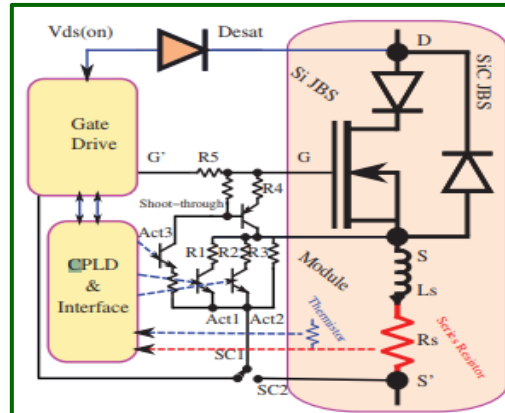 Vds(on)
Desat
D
Si JBS
SiC JBS
Gate
Drive
G'
R5
G
R4
Shoot-through
Act3
R1
R2
R3
CPLD
&
Interface
Module
S
Ls
Act1
Act2
Thermistor
Rs
Series Resistor
SC1
SC2
S'